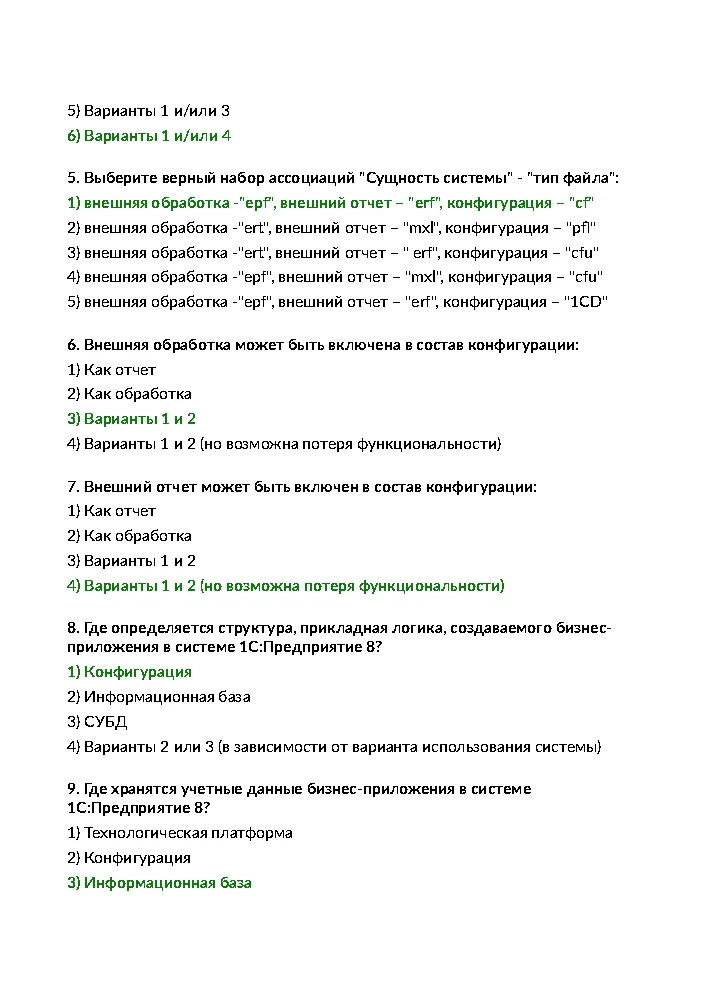 5) Варианты 1 и/или 3
6) Варианты 1 и/или 4
5. Выберите верный набор ассоциаций "Сущность системы" - "тип файла":
1) внешняя обработка -"epf", внешний отчет – "erf", конфигурация – "cf"
2) внешняя обработка -"ert", внешний отчет – "mxl", конфигурация – "pfl"
3) внешняя обработка -"ert", внешний отчет – " erf", конфигурация – "cfu"
4) внешняя обработка -"epf", внешний отчет – "mxl", конфигурация – "cfu"
5) внешняя обработка -"epf", внешний отчет – "erf", конфигурация – "1CD"
6. Внешняя обработка может быть включена в состав конфигурации:
1) Как отчет
2) Как обработка
3) Варианты 1 и 2
4) Варианты 1 и 2 (но возможна потеря функциональности)
7. Внешний отчет может быть включен в состав конфигурации:
1) Как отчет
2) Как обработка
3) Варианты 1 и 2
4) Варианты 1 и 2 (но возможна потеря функциональности)
8. Где определяется структура, прикладная логика, создаваемого бизнес-
приложения в системе 1С:Предприятие 8?
1) Конфигурация
2) Информационная база
3) СУБД
4) Варианты 2 или 3 (в зависимости от варианта использования системы)
9. Где хранятся учетные данные бизнес-приложения в системе
1С:Предприятие 8?
1) Технологическая платформа
2) Конфигурация
3) Информационная база